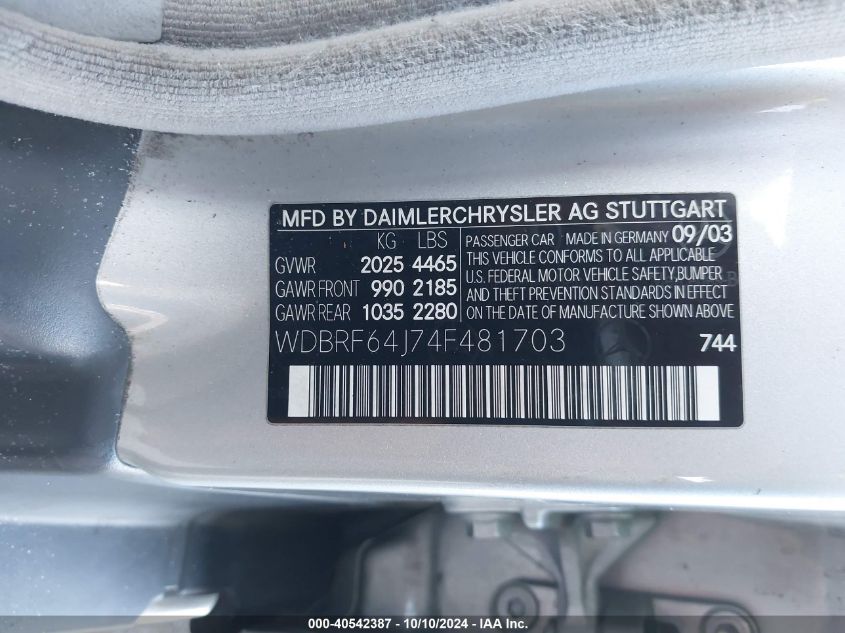 MFD BY DAIMLERCHRYSLER AG STUTTGART
KG LBS
GVWR 2025 4465
GAWR FRONT 990 2185
GAWR REAR 1035 2280
PASSENGER CAR MADE IN GERMANY 09/03
THIS VEHICLE CONFORMS TO ALL APPLICABLE
U.S. FEDERAL MOTOR VEHICLE SAFETY,BUMPER
AND THEFT PREVENTION STANDARDS IN EFFECT
ON THE DATE OF MANUFACTURE SHOWN ABOVE
WDBRF64J74F481703 744
000-40542387 - 10/10/2024 - IAAI.COM